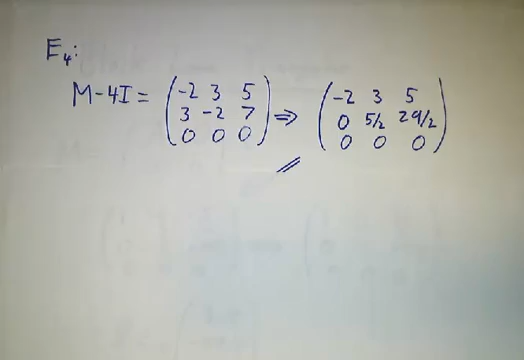 E₄:
M-4I = (-2 3 5
3 -2 7
0 0 0) ⇒ (-2 3 5
0 5/2 29/2
0 0 0)